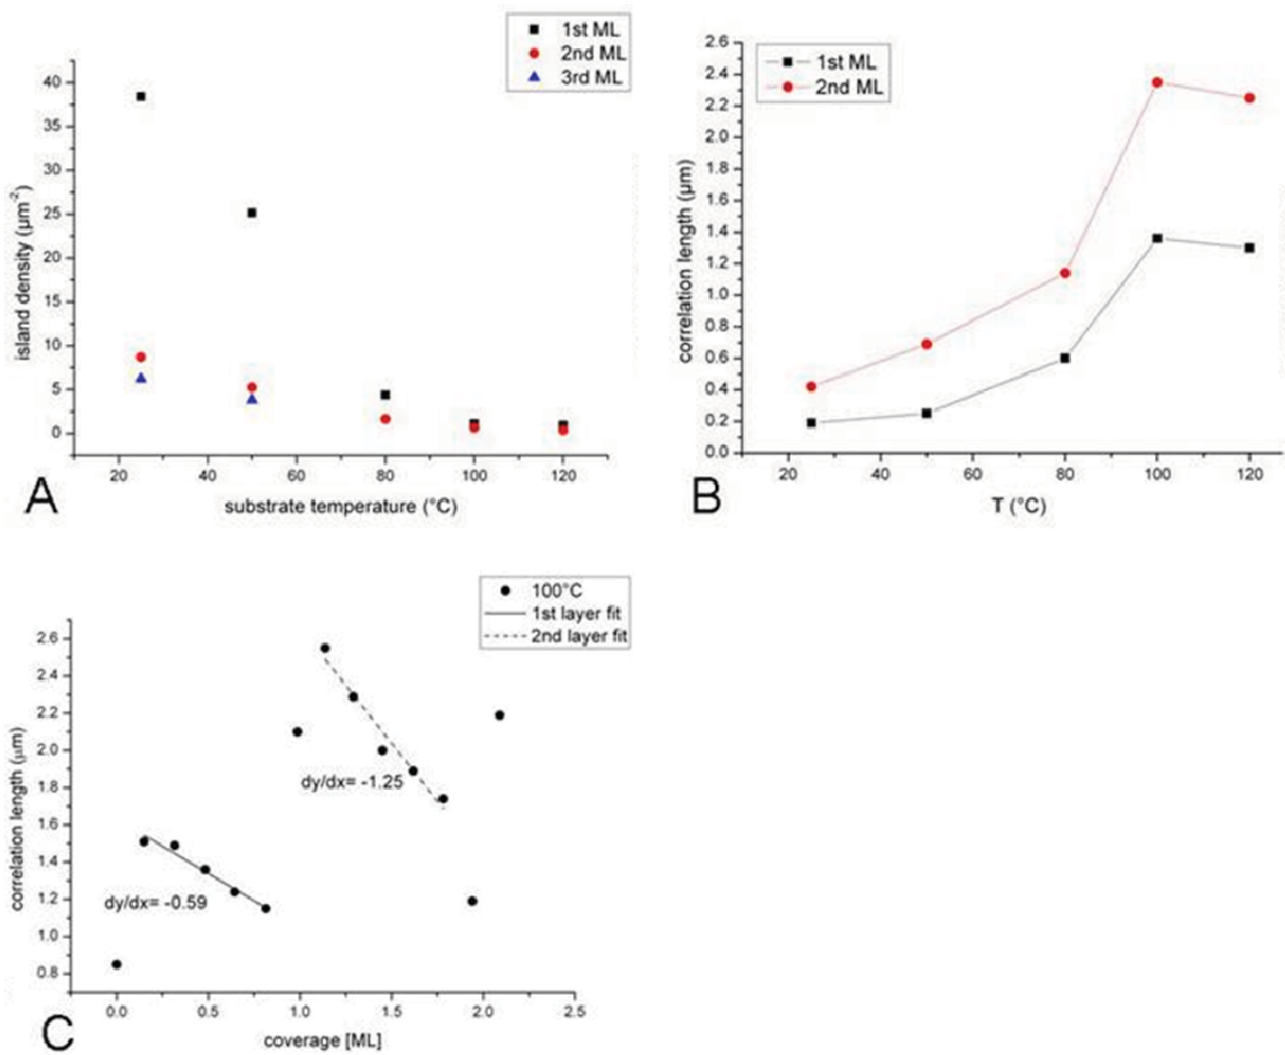 1st ML
2nd ML
3rd ML
40
35
30
25
20
15
10
5
0
island density (µm⁻²)
20 40 60 80 100 120
substrate temperature (°C)
A
1st ML
2nd ML
2.6
2.4
2.2
2.0
1.8
1.6
1.4
1.2
1.0
0.8
0.6
0.4
0.2
0.0
correlation length (µm)
20 40 60 80 100 120
T (°C)
B
100°C
1st layer fit
2nd layer fit
2.6
2.4
2.2
2.0
1.8
1.6
1.4
1.2
1.0
0.8
correlation length (µm)
dy/dx= -1.25
dy/dx= -0.59
0.0 0.5 1.0 1.5 2.0 2.5
coverage [ML]
C